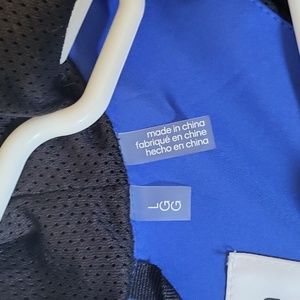 made in china
fabriqué en chine
hecho en china
L
G
G